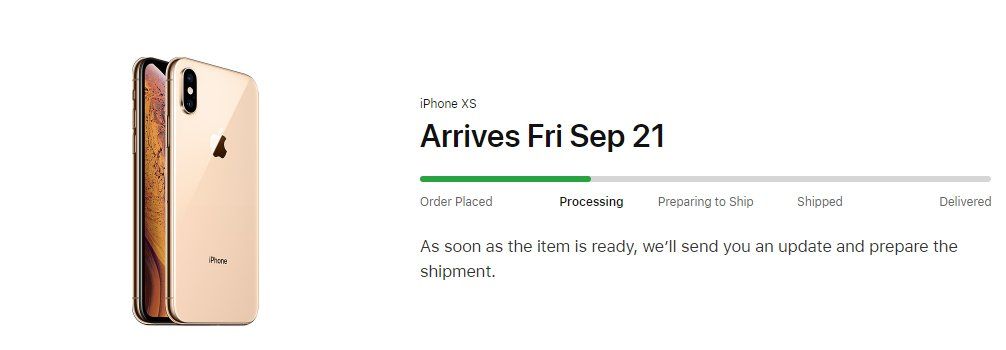 iPhone XS
Arrives Fri Sep 21
Order Placed Processing Preparing to Ship Shipped Delivered
As soon as the item is ready, we’ll send you an update and prepare the
shipment.
iPhone